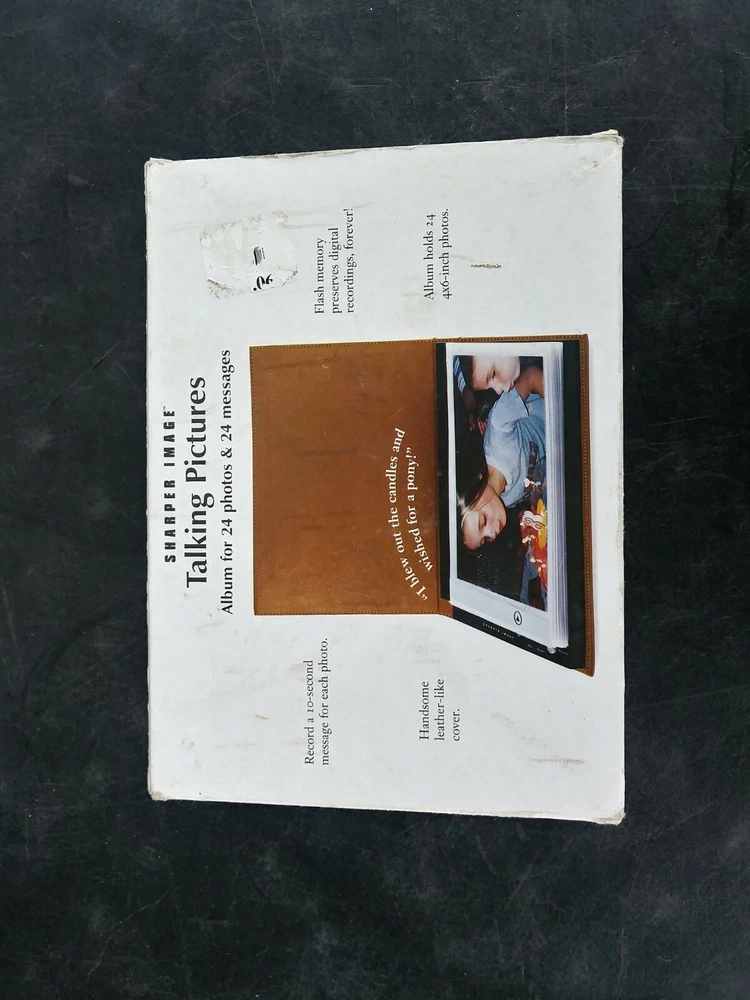 SHARPER IMAGE™
Talking Pictures
Album for 24 photos & 24 messages
Record a 10-second
message for each photo.
Flash memory
preserves digital
recordings, forever!
Handsome
leather-like
cover.
"I blew out the candles and
wished for a pony!"
Album holds 24
4x6-inch photos.
SHARPER IMAGE